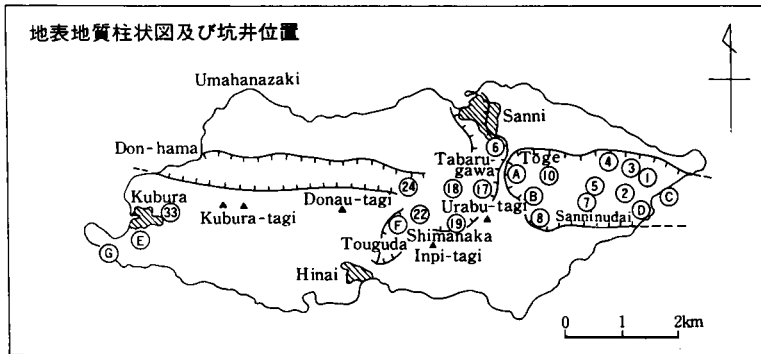 地表地質柱状図及び坑井位置
Umahanazaki
Sanni
Don-hama
6
Tabaru-
gawa
Tōge
4
3
1
A
10
24
18
17
5
2
C
Kubura
33
Donau-tagi
B
7
Kubura-tagi
22
Urabu-tagi
8
Sanninudai
D
F
19
E
Touguda
Shimanaka
G
Inpi-tagi
Hinai
0 1 2km